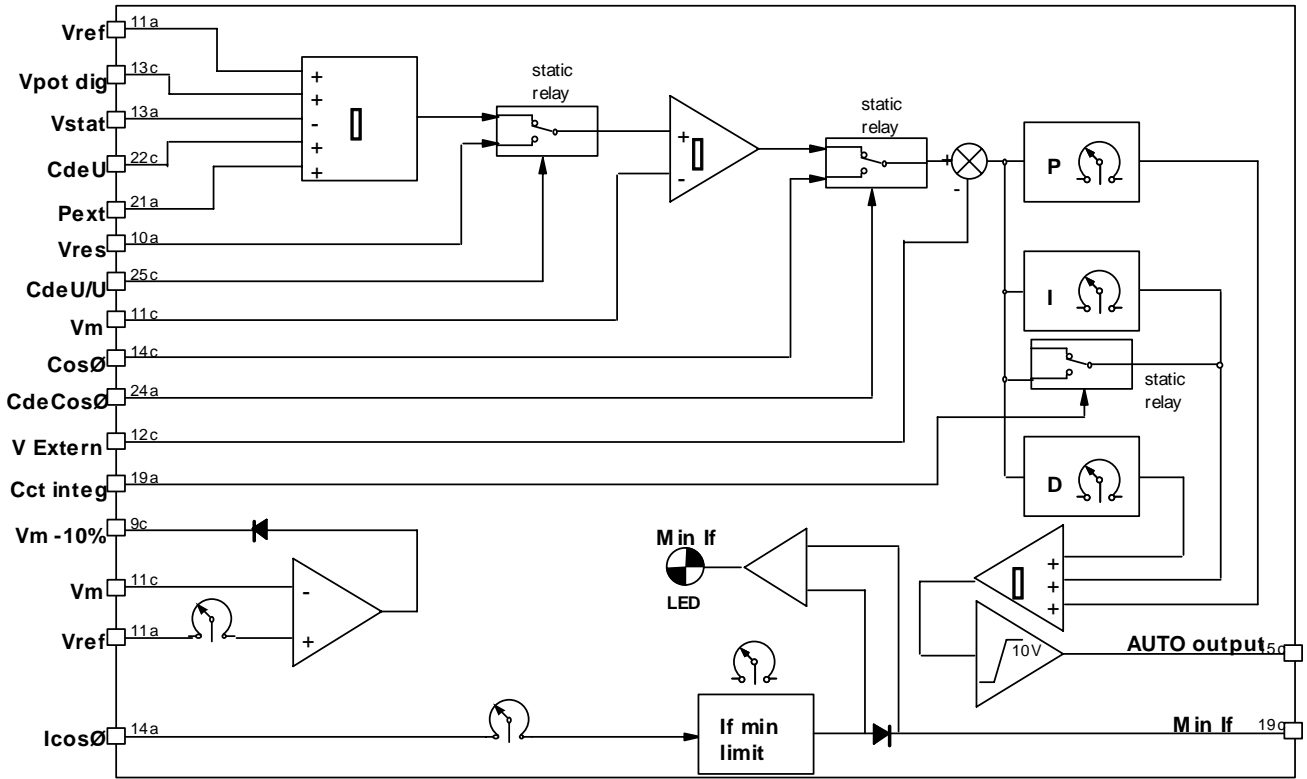 Vref 11a
Vpot dig 13c
Vstat 13a
CdeU 22c
Pext 21a
Vres 10a
CdeU/U 25c
Vm 11c
CosØ 14c
CdeCosØ 24a
V Extern 12c
Cct integ 19a
Vm -10% 9c
Vm 11c
Vref 11a
IcosØ 14a
+
+
-
+
+
static
relay
+
-
static
relay
+
-
P
I
static
relay
D
+
+
+
-
+
Min If
LED
10V
AUTO output 15c
If min
limit
Min If 19c